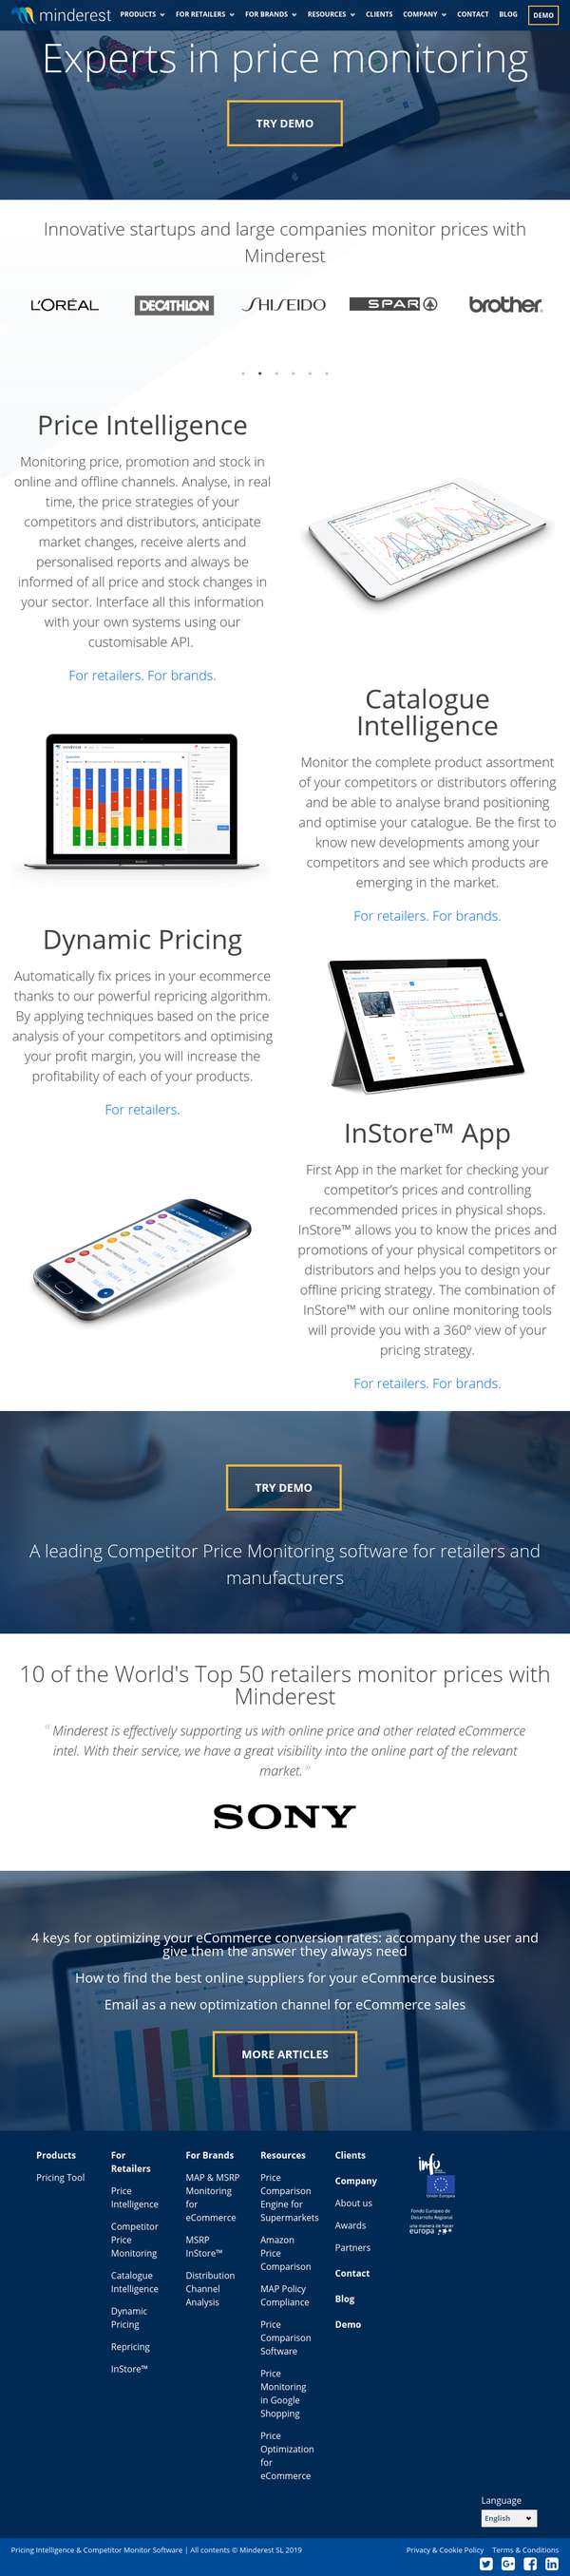 minderest PRODUCTS FOR RETAILERS FOR BRANDS RESOURCES CLIENTS COMPANY CONTACT BLOG DEMO
Experts in price monitoring
TRY DEMO
Innovative startups and large companies monitor prices with
Minderest
L'ORÉAL DECATHLON SHISEIDO SPAR brother.
Price Intelligence
Monitoring price, promotion and stock in
online and offline channels. Analyse, in real
time, the price strategies of your
competitors and distributors, anticipate
market changes, receive alerts and
personalised reports and always be
informed of all price and stock changes in
your sector. Interface all this information
with your own systems using our
customisable API.
For retailers. For brands.
Catalogue
Intelligence
Monitor the complete product assortment
of your competitors or distributors offering
and be able to analyse brand positioning
and optimise your catalogue. Be the first to
know new developments among your
competitors and see which products are
emerging in the market.
For retailers. For brands.
Dynamic Pricing
Automatically fix prices in your ecommerce
thanks to our powerful repricing algorithm.
By applying techniques based on the price
analysis of your competitors and optimising
your profit margin, you will increase the
profitability of each of your products.
For retailers.
InStore™ App
First App in the market for checking your
competitor's prices and controlling
recommended prices in physical shops.
InStore™ allows you to know the prices and
promotions of your physical competitors or
distributors and helps you to design your
offline pricing strategy. The combination of
InStore™ with our online monitoring tools
will provide you with a 360º view of your
pricing strategy.
For retailers. For brands.
TRY DEMO
A leading Competitor Price Monitoring software for retailers and
manufacturers
10 of the World's Top 50 retailers monitor prices with
Minderest
" Minderest is effectively supporting us with online price and other related eCommerce
intel. With their service, we have a great visibility into the online part of the relevant
market. "
SONY
4 keys for optimizing your eCommerce conversion rates: accompany the user and
give them the answer they always need
How to find the best online suppliers for your eCommerce business
Email as a new optimization channel for eCommerce sales
MORE ARTICLES
Products
Pricing Tool
For
Retailers
Price
Intelligence
Competitor
Price
Monitoring
Catalogue
Intelligence
Dynamic
Pricing
Repricing
InStore™
For Brands
MAP & MSRP
Monitoring
for
eCommerce
MSRP
InStore™
Distribution
Channel
Analysis
Resources
Price
Comparison
Engine for
Supermarkets
Amazon
Price
Comparison
MAP Policy
Compliance
Price
Comparison
Software
Price
Monitoring
in Google
Shopping
Price
Optimization
for
eCommerce
Clients
Company
About us
Awards
Partners
Contact
Blog
Demo
info
Unión Europea
Fondo Europeo de
Desarrollo Regional
una manera de hacer
europa
Language
English
Pricing Intelligence & Competitor Monitor Software | All contents © Minderest SL 2019
Privacy & Cookie Policy Terms & Conditions